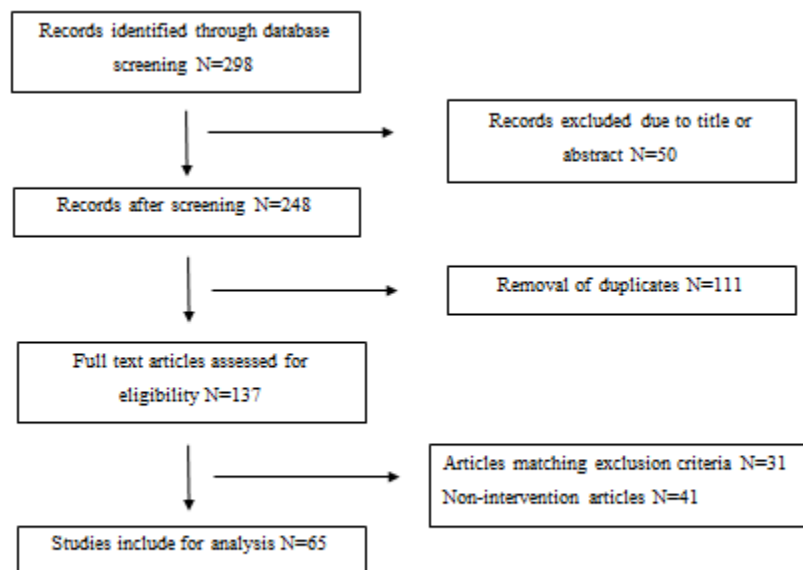 Records identified through database
screening N=298
Records excluded due to title or
abstract N=50
Records after screening N=248
Removal of duplicates N=111
Full text articles assessed for
eligibility N=137
Articles matching exclusion criteria N=31
Non-intervention articles N=41
Studies include for analysis N=65